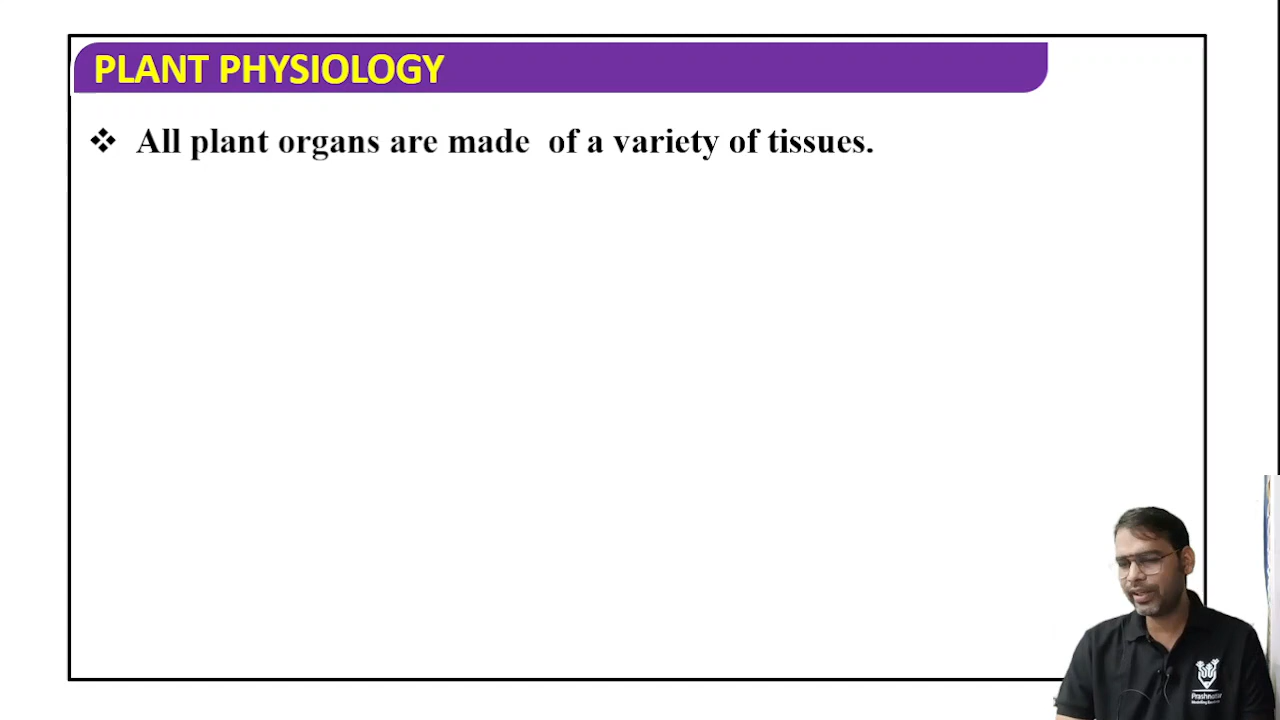 PLANT PHYSIOLOGY
❖ All plant organs are made  of a variety of tissues.